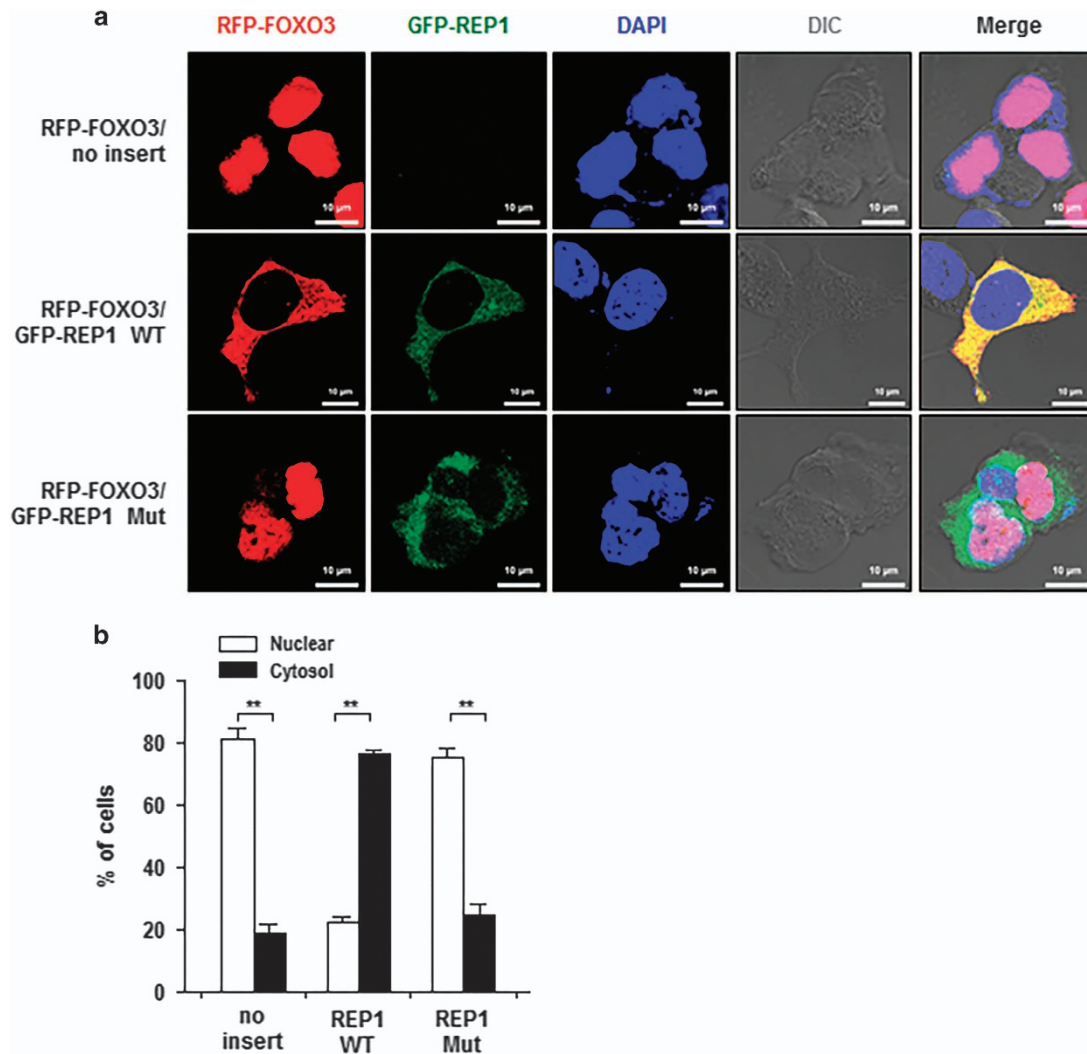 a
RFP-FOXO3 GFP-REP1 DAPI DIC Merge
RFP-FOXO3/
no insert
10 µm 10 µm 10 µm 10 µm 10 µm
RFP-FOXO3/
GFP-REP1 WT
10 µm 10 µm 10 µm 10 µm 10 µm
RFP-FOXO3/
GFP-REP1 Mut
10 µm 10 µm 10 µm 10 µm 10 µm
b
Nuclear
Cytosol
100
80
60
40
20
0
% of cells
** ** **
no
insert
REP1
WT
REP1
Mut